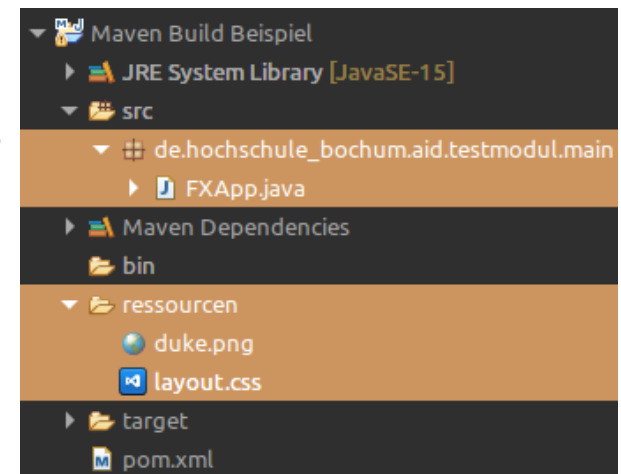 Maven Build Beispiel
JRE System Library [JavaSE-15]
src
de.hochschule_bochum.aid.testmodul.main
FXApp.java
Maven Dependencies
bin
ressourcen
duke.png
layout.css
target
pom.xml